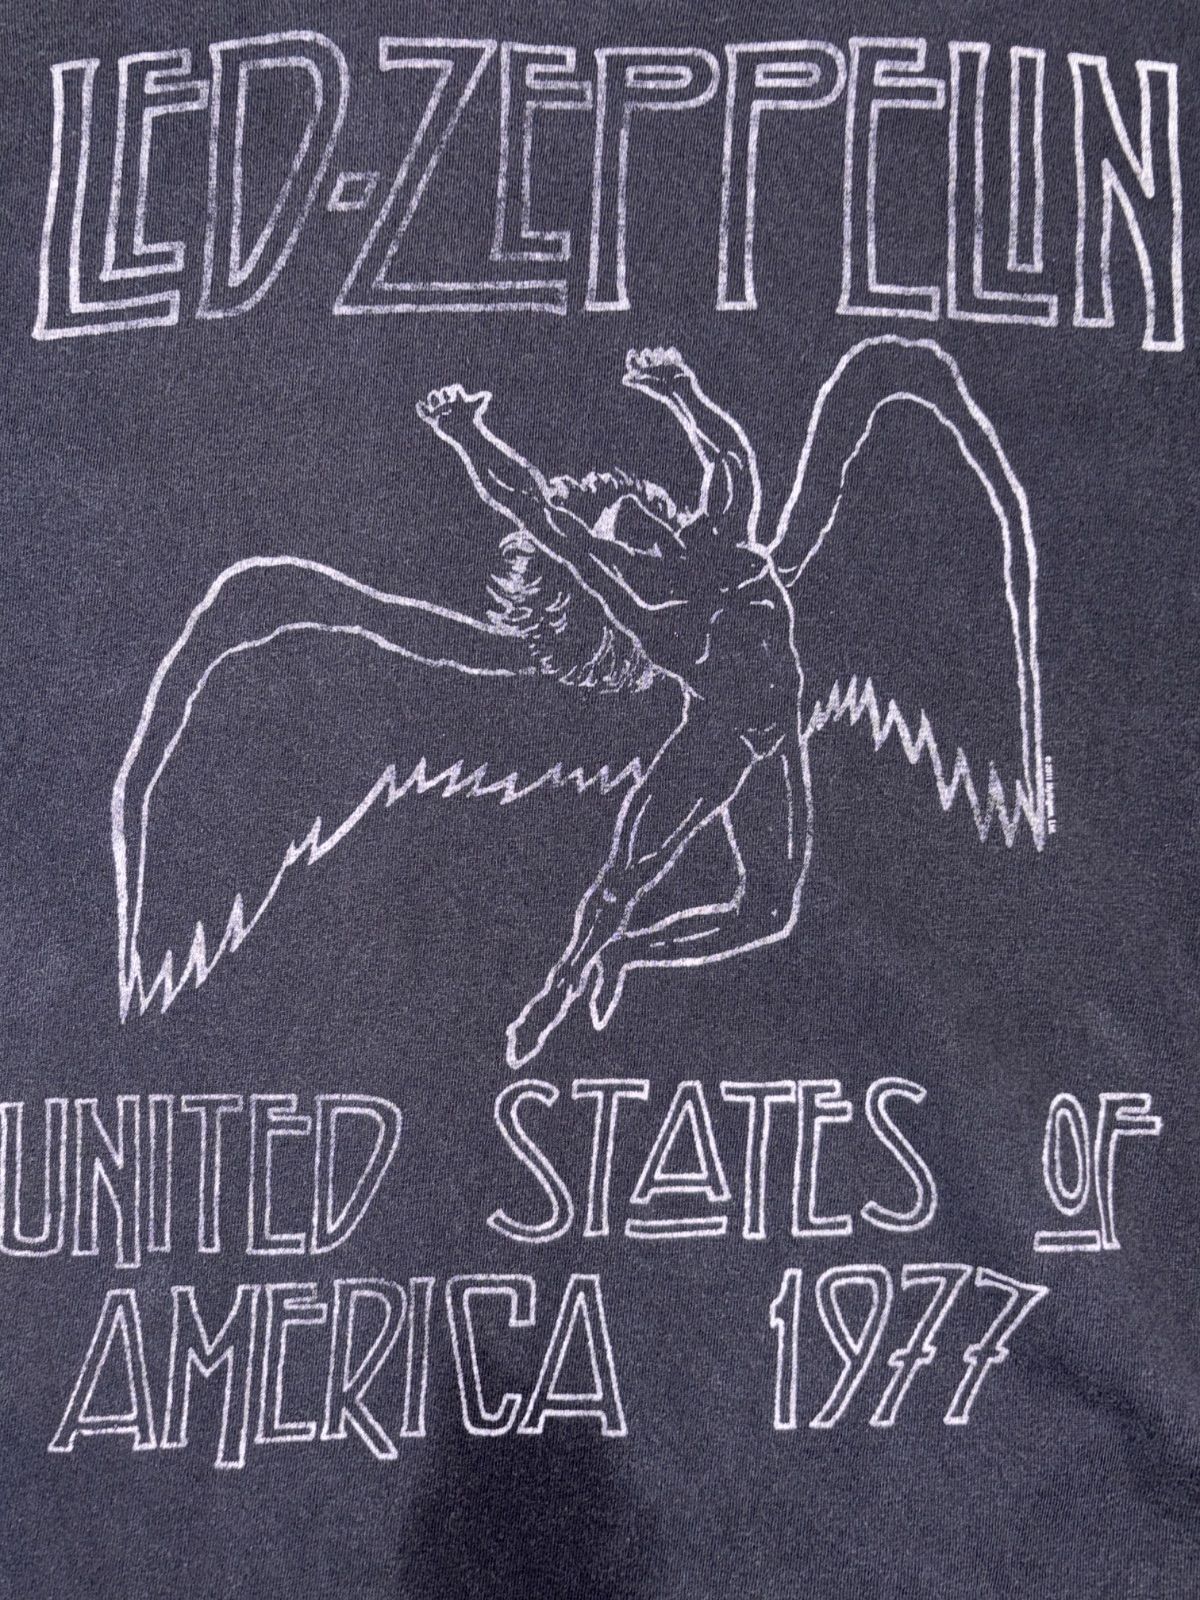 LED-ZEPPELIN
UNITED STATES OF
AMERICA 1977